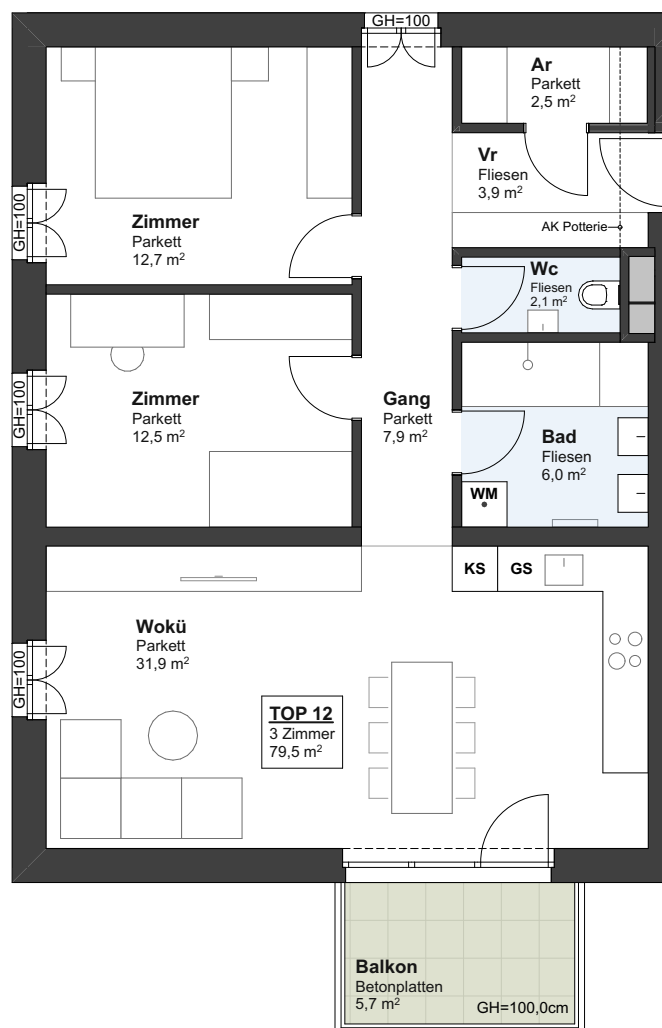 GH=100
Ar
Parkett
2,5 m²
Vr
Fliesen
3,9 m²
AK Potterie
GH=100
Zimmer
Parkett
12,7 m²
Wc
Fliesen
2,1 m²
GH=100
Zimmer
Parkett
12,5 m²
Gang
Parkett
7,9 m²
Bad
Fliesen
6,0 m²
WM
KS
GS
Wokü
Parkett
31,9 m²
GH=100
TOP 12
3 Zimmer
79,5 m²
Balkon
Betonplatten
5,7 m²
GH=100,0cm